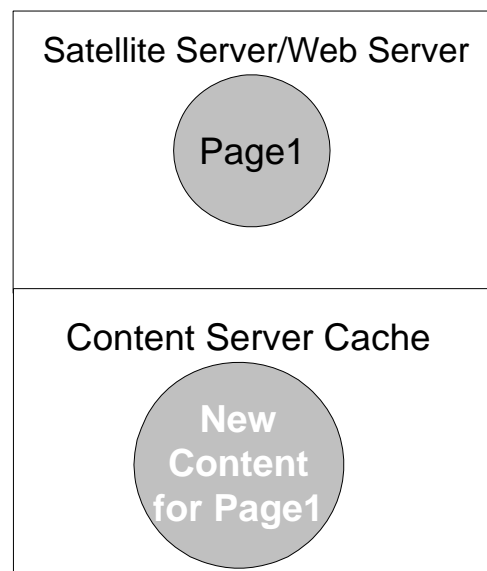 Satellite Server/Web Server
Page1
Content Server Cache
New
Content
for Page1